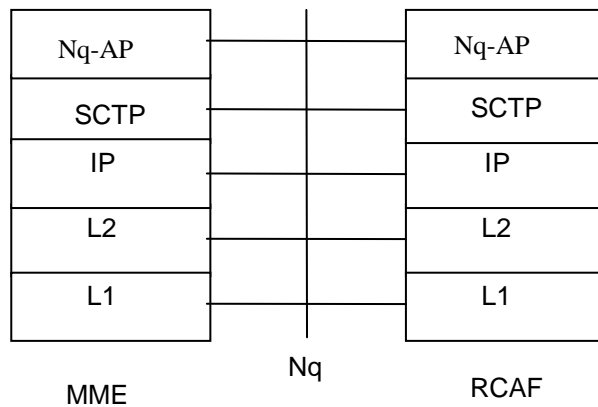 Nq-AP Nq-AP
SCTP SCTP
IP IP
L2 L2
L1 L1
Nq
MME RCAF